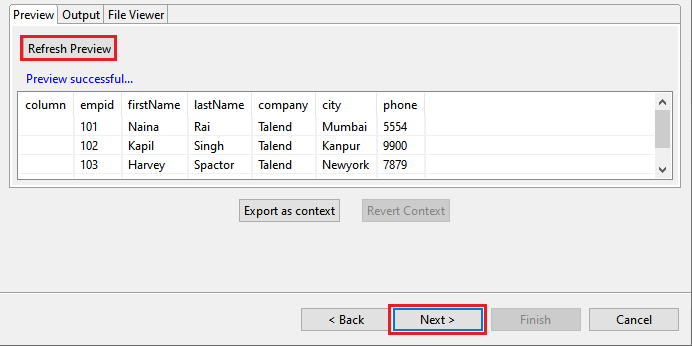 Preview Output File Viewer
Refresh Preview
Preview successful...
column empid firstName lastName company city phone
101 Naina Rai Talend Mumbai 5554
102 Kapil Singh Talend Kanpur 9900
103 Harvey Spactor Talend Newyork 7879
Export as context Revert Context
< Back Next > Finish Cancel